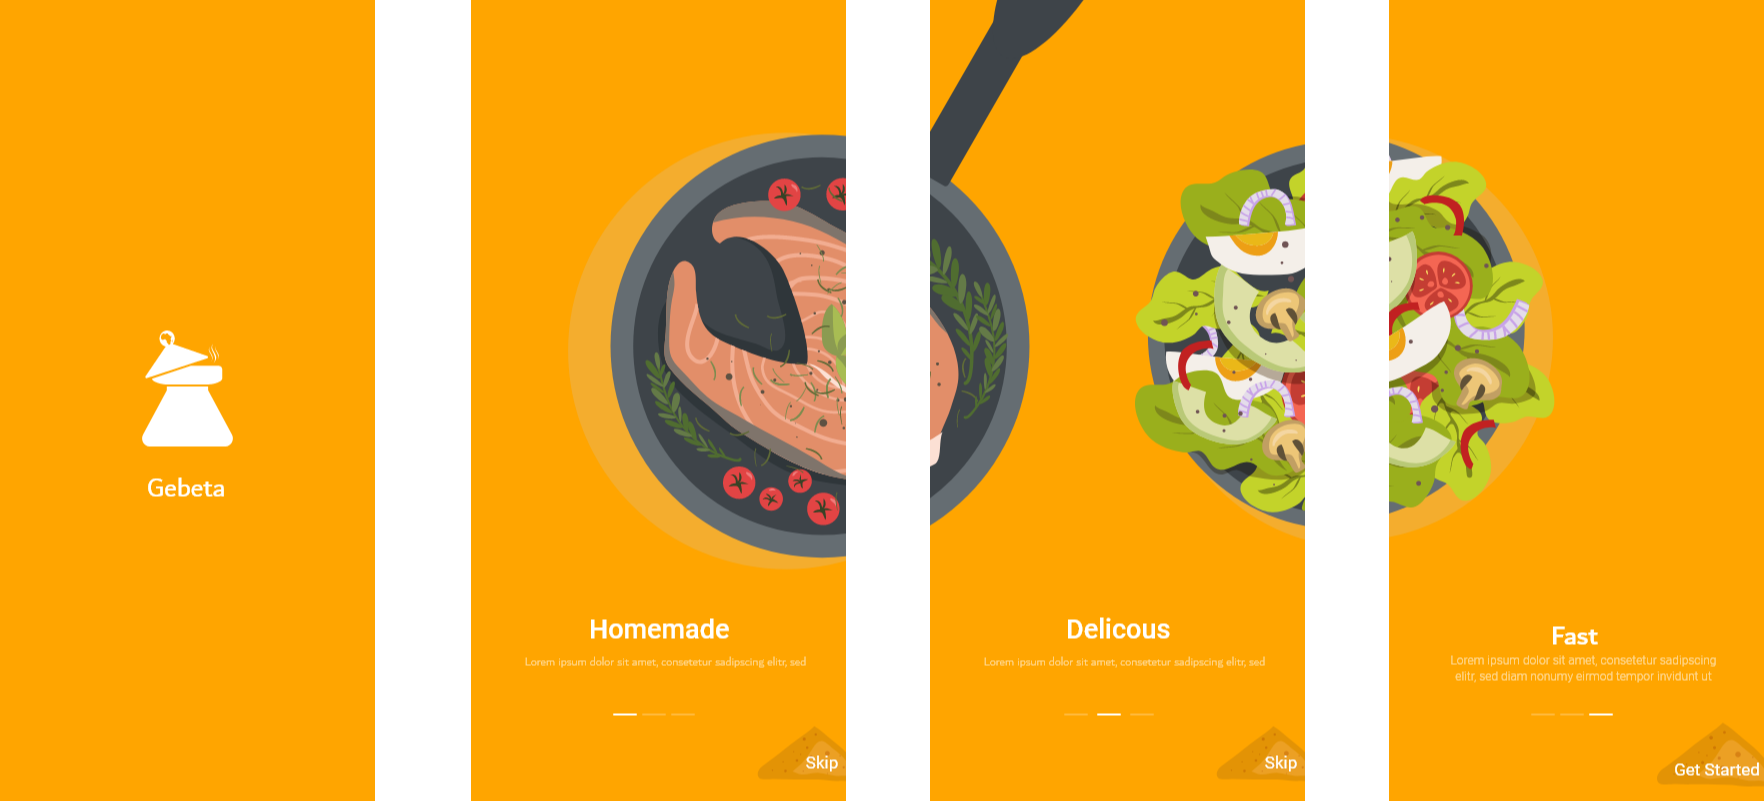 Gebeta
Homemade
Lorem ipsum dolor sit amet, consetetur sadipscing elitr, sed
Skip
Delicous
Lorem ipsum dolor sit amet, consetetur sadipscing elitr, sed
Skip
Fast
Lorem ipsum dolor sit amet, consetetur sadipscing
elitr, sed diam nonumy eirmod tempor invidunt ut
Get Started